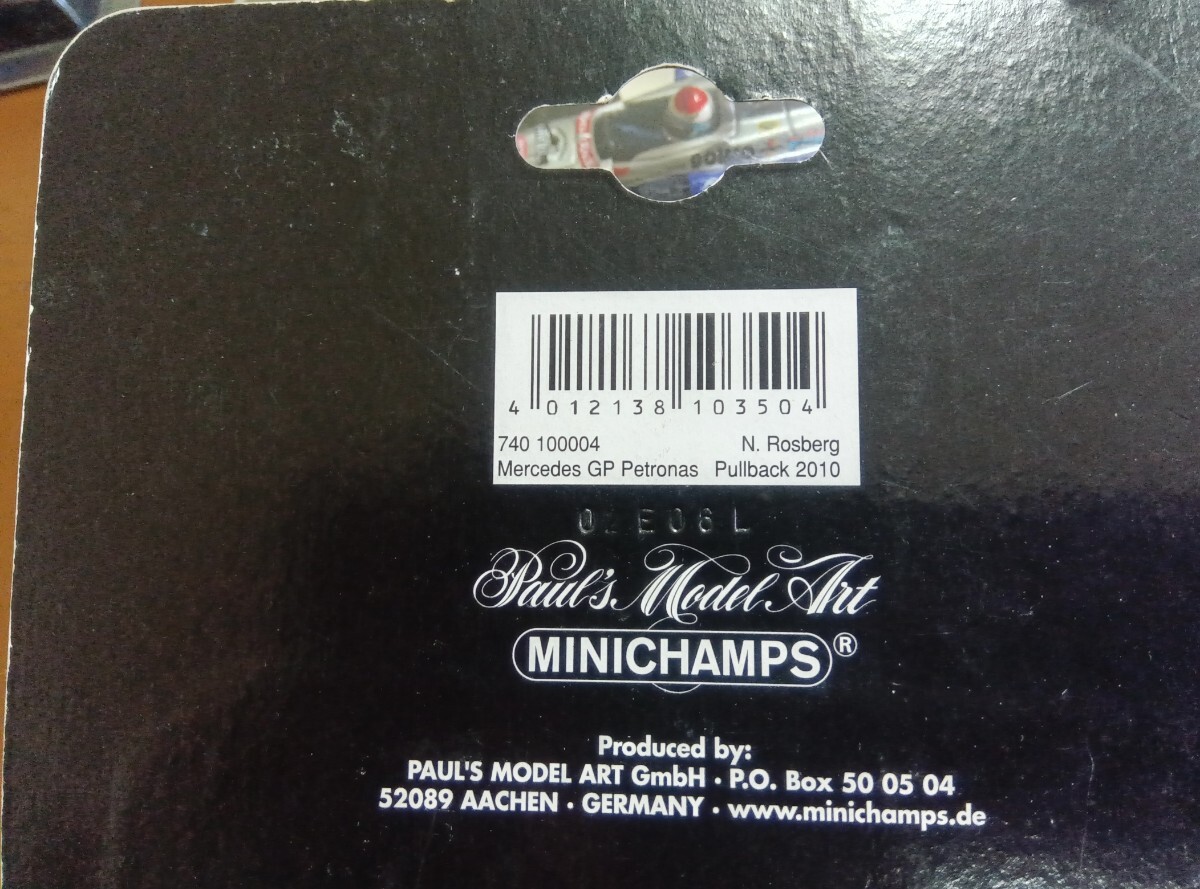 4 012138 103504
740 100004 N. Rosberg
Mercedes GP Petronas Pullback 2010
Paul's Model Art
MINICHAMPS®
Produced by:
PAUL'S MODEL ART GmbH · P.O. Box 50 05 04
52089 AACHEN · GERMANY · www.minichamps.de